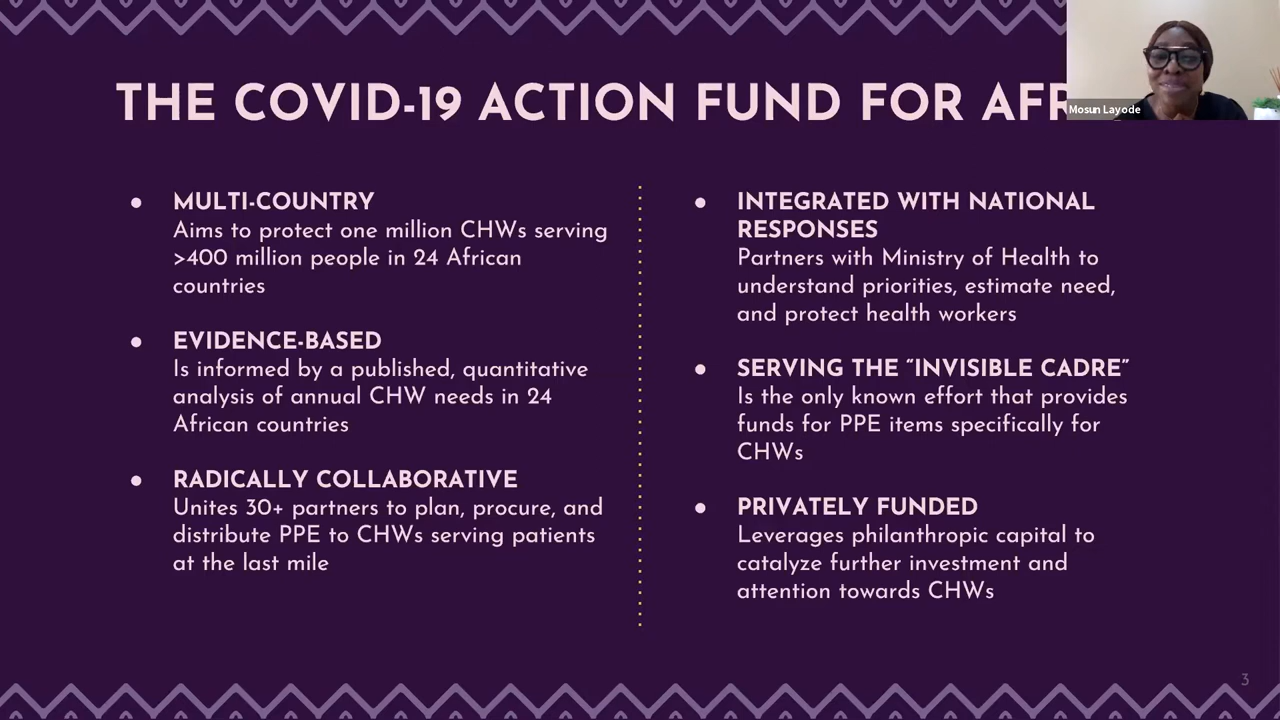 THE COVID-19 ACTION FUND FOR
Mosun Layode
● MULTI-COUNTRY
Aims to protect one million CHWs serving
>400 million people in 24 African
countries
● EVIDENCE-BASED
Is informed by a published, quantitative
analysis of annual CHW needs in 24
African countries
● RADICALLY COLLABORATIVE
Unites 30+ partners to plan, procure, and
distribute PPE to CHWs serving patients
at the last mile
● INTEGRATED WITH NATIONAL
RESPONSES
Partners with Ministry of Health to
understand priorities, estimate need,
and protect health workers
● SERVING THE “INVISIBLE CADRE”
Is the only known effort that provides
funds for PPE items specifically for
CHWs
● PRIVATELY FUNDED
Leverages philanthropic capital to
catalyze further investment and
attention towards CHWs
3